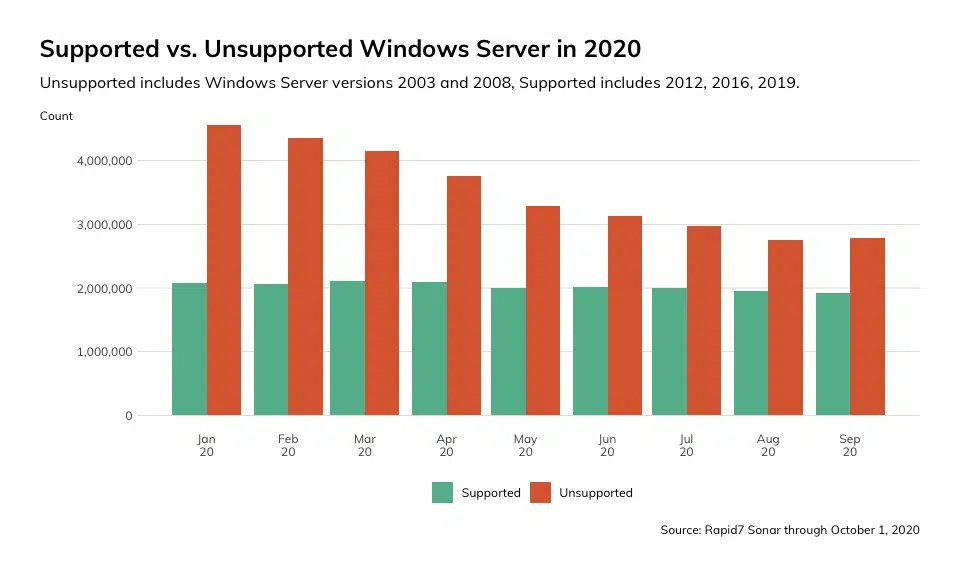 Supported vs. Unsupported Windows Server in 2020
Unsupported includes Windows Server versions 2003 and 2008, Supported includes 2012, 2016, 2019.
Count
4,000,000
3,000,000
2,000,000
1,000,000
0
Jan Feb Mar Apr May Jun Jul Aug Sep
20 20 20 20 20 20 20 20 20
Supported Unsupported
Source: Rapid7 Sonar through October 1, 2020